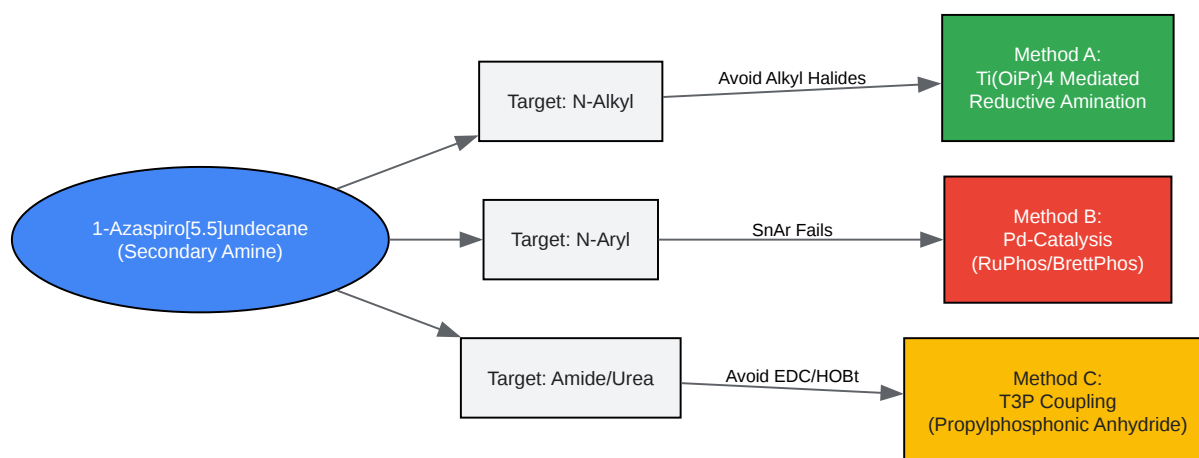 1-Azaspiro[5.5]undecane
(Secondary Amine)
Target: N-Alkyl
Avoid Alkyl Halides
Method A:
Ti(OiPr)4 Mediated
Reductive Amination
Target: N-Aryl
SnAr Fails
Method B:
Pd-Catalysis
(RuPhos/BrettPhos)
Target: Amide/Urea
Avoid EDC/HOBt
Method C:
T3P Coupling
(Propylphosphonic Anhydride)